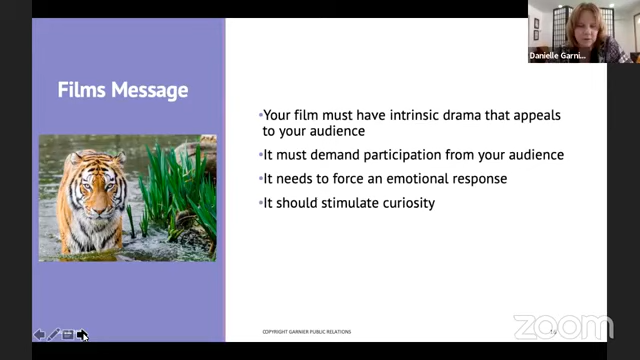 Danielle Garni...
Films Message
Your film must have intrinsic drama that appeals
to your audience
It must demand participation from your audience
It needs to force an emotional response
It should stimulate curiosity
COPYRIGHT GARNIER PUBLIC RELATIONS
zoom